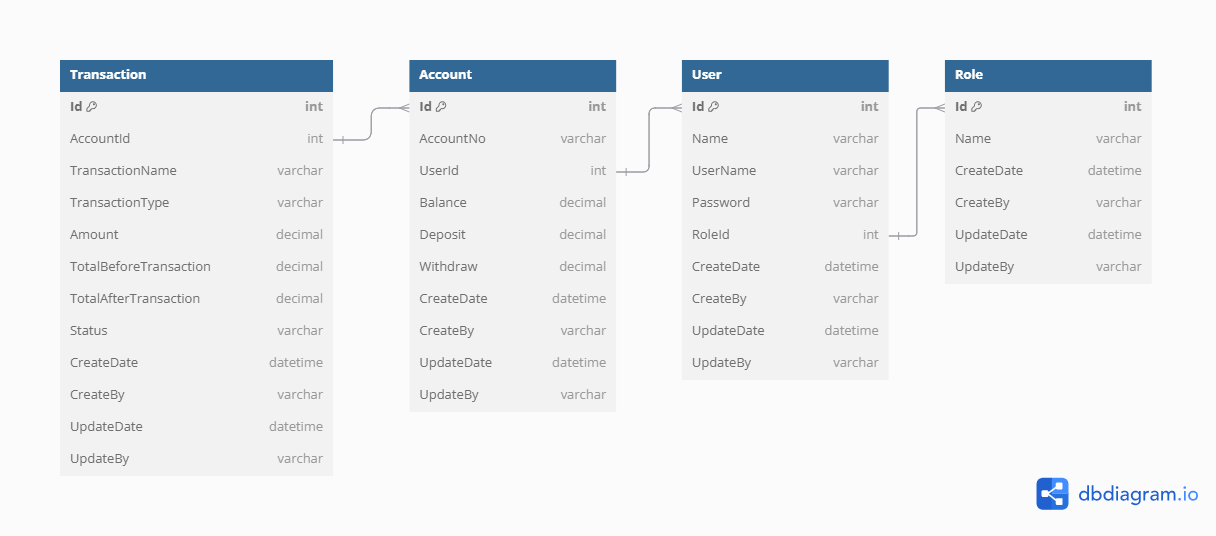 Transaction
Id int
AccountId int
TransactionName varchar
TransactionType varchar
Amount decimal
TotalBeforeTransaction decimal
TotalAfterTransaction decimal
Status varchar
CreateDate datetime
CreateBy varchar
UpdateDate datetime
UpdateBy varchar
Account
Id int
AccountNo varchar
UserId int
Balance decimal
Deposit decimal
Withdraw decimal
CreateDate datetime
CreateBy varchar
UpdateDate datetime
UpdateBy varchar
User
Id int
Name varchar
UserName varchar
Password varchar
RoleId int
CreateDate datetime
CreateBy varchar
UpdateDate datetime
UpdateBy varchar
Role
Id int
Name varchar
CreateDate datetime
CreateBy varchar
UpdateDate datetime
UpdateBy varchar
dbdiagram.io